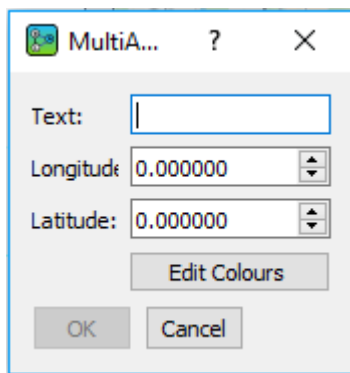 MultiA... ?
Text:
Longitude 0.000000
Latitude: 0.000000
Edit Colours
OK Cancel